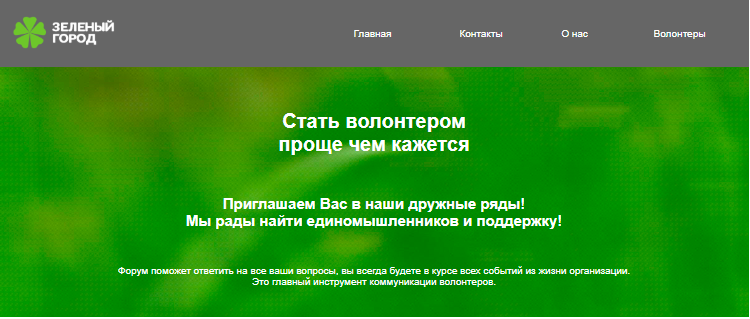 ЗЕЛЕНЫЙ
ГОРОД
Главная
Контакты
О нас
Волонтеры
Стать волонтером
проще чем кажется
Приглашаем Вас в наши дружные ряды!
Мы рады найти единомышленников и поддержку!
Форум поможет ответить на все ваши вопросы, вы всегда будете в курсе всех событий из жизни организации.
Это главный инструмент коммуникации волонтеров.